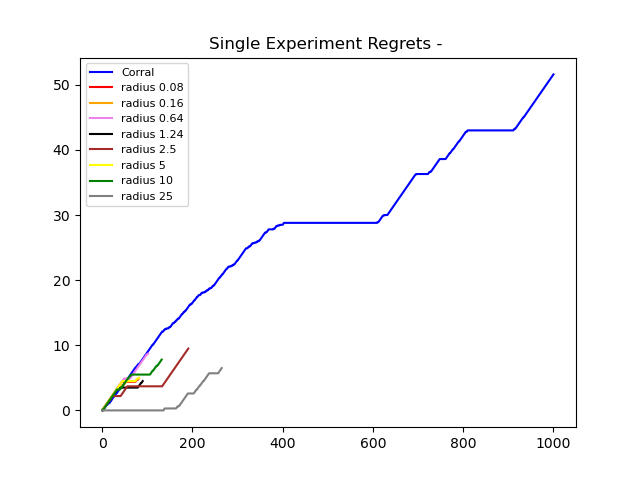 Single Experiment Regrets -
Corral
radius 0.08
radius 0.16
radius 0.64
radius 1.24
radius 2.5
radius 5
radius 10
radius 25
50
40
30
20
10
0
0 200 400 600 800 1000